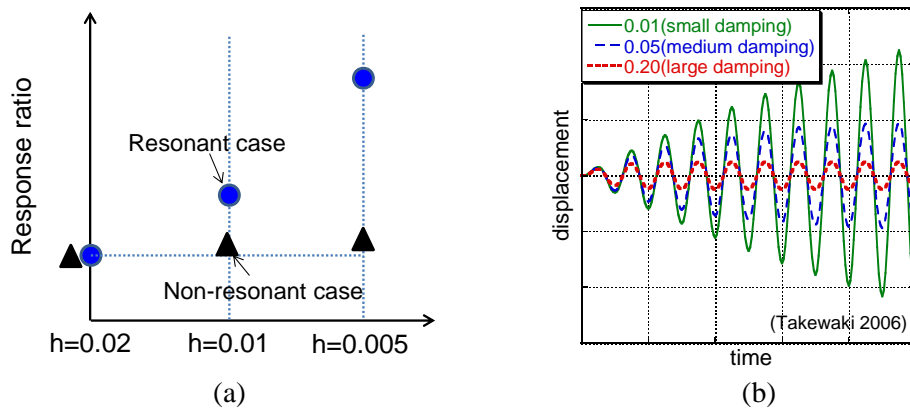 Response ratio
Resonant case
Non-resonant case
h=0.02
h=0.01
h=0.005
(a)
0.01(small damping)
0.05(medium damping)
0.20(large damping)
displacement
(Takewaki 2006)
time
(b)